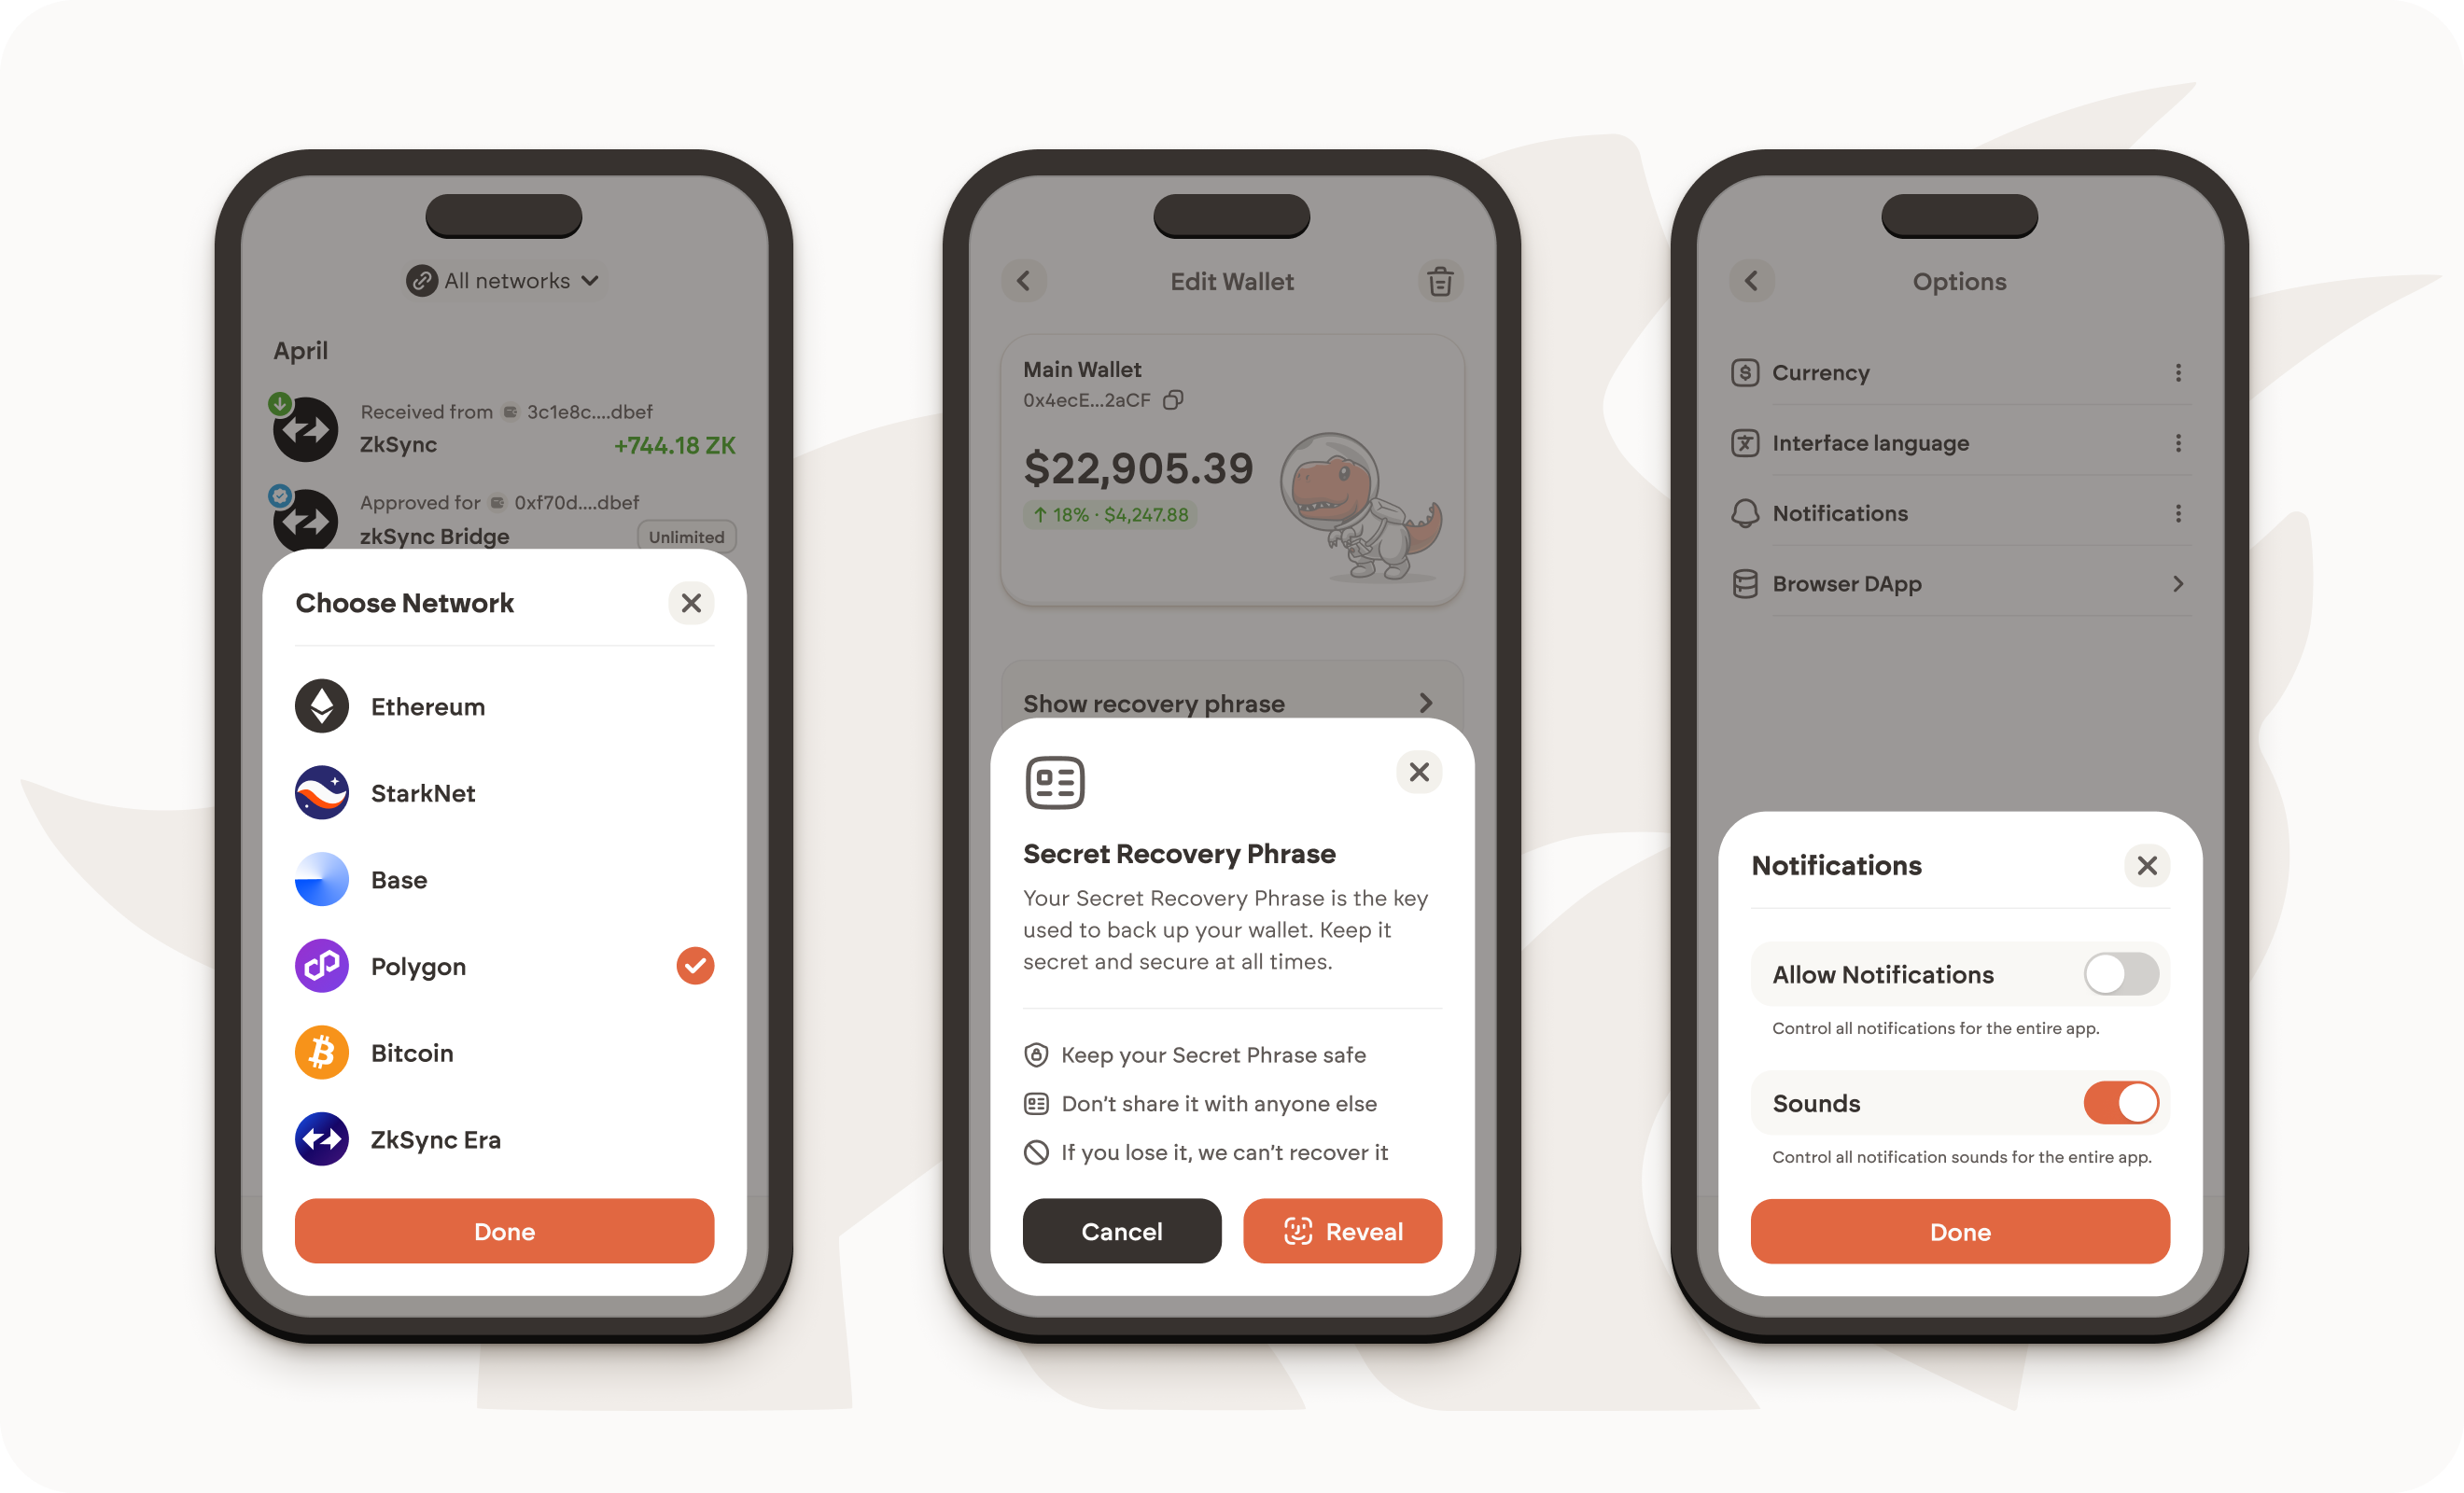 All networks
April
Received from 3c1e8c....dbef
ZkSync +744.18 ZK
Approved for 0xf70d....dbef
zkSync Bridge Unlimited
Choose Network
Ethereum
StarkNet
Base
Polygon
Bitcoin
ZkSync Era
Done
Edit Wallet
Main Wallet
0x4ecE...2aCF
$22,905.39
18% · $4,247.88
Show recovery phrase
Secret Recovery Phrase
Your Secret Recovery Phrase is the key
used to back up your wallet. Keep it
secret and secure at all times.
Keep your Secret Phrase safe
Don’t share it with anyone else
If you lose it, we can’t recover it
Cancel Reveal
Options
Currency
Interface language
Notifications
Browser DApp
Notifications
Allow Notifications
Control all notifications for the entire app.
Sounds
Control all notification sounds for the entire app.
Done